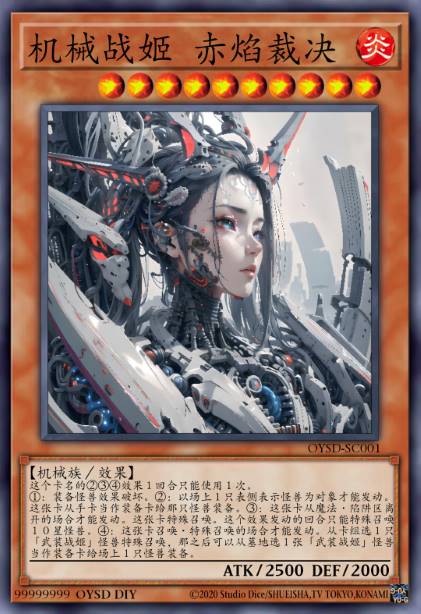 机械战姬 赤焰裁决
炎
OYSD-SC001
【机械族／效果】
这个卡名的②③④效果1回合只能使用1次。
①：装备怪兽效果破坏。②：以场上1只表侧表示怪兽为对象才能发动。
这张卡从手卡当作装备卡给那只怪兽装备。③：这张卡从魔法·陷阱区离
开的场合才能发动。这张卡特殊召唤。这个效果发动的回合只能特殊召唤
10星怪兽。④：这张卡召唤·特殊召唤的场合能发动。从卡组选1只
「武装战姬」怪兽特殊召唤，那之后可以从墓地选1张「武装战姬」怪兽
当作装备卡给场上1只怪兽装备。
ATK/2500 DEF/2000
99999999 OYSD DIY ©2020 Studio Dice/SHUEISHA,TV TOKYO,KONAMI